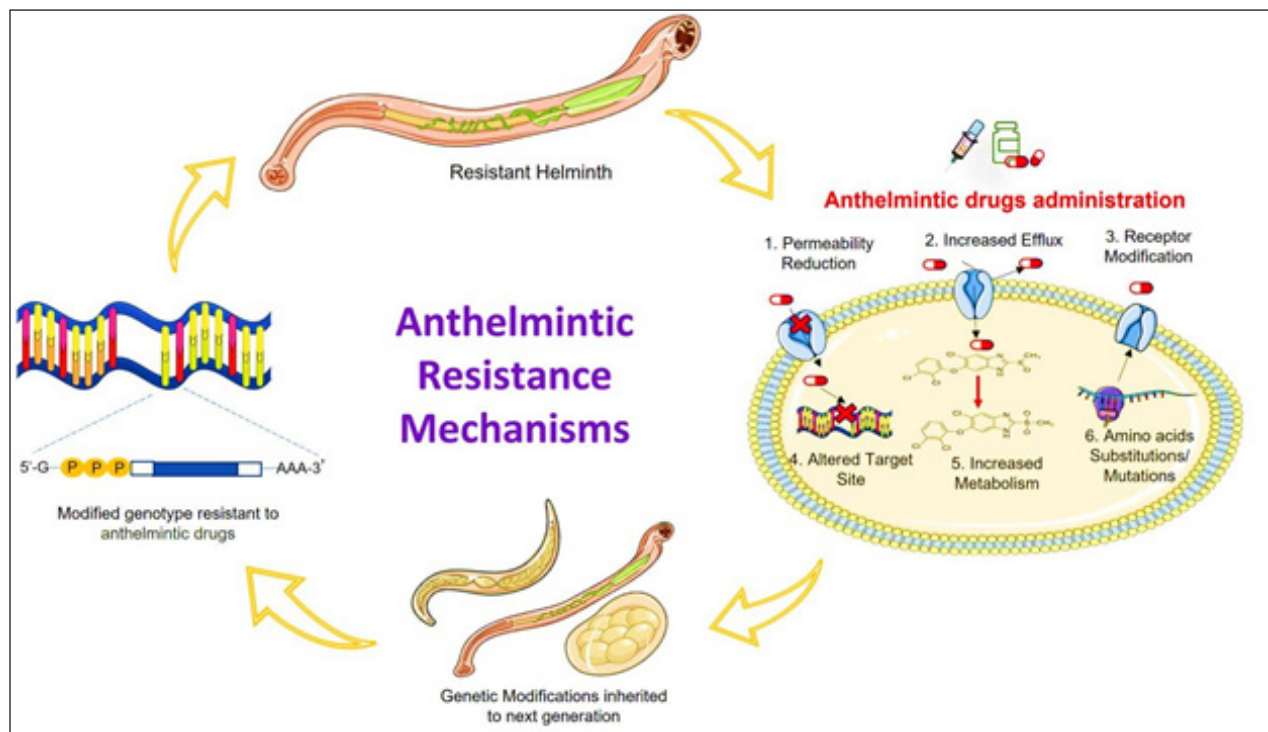 Resistant Helminth
Anthelmintic drugs administration
1. Permeability
Reduction
2. Increased Efflux
3. Receptor
Modification
Anthelmintic
Resistance
Mechanisms
4. Altered Target
Site
5. Increased
Metabolism
6. Amino acids
Substitutions/
Mutations
5'-G P P P AAA-3'
Modified genotype resistant to
anthelmintic drugs
Genetic Modifications inherited
to next generation